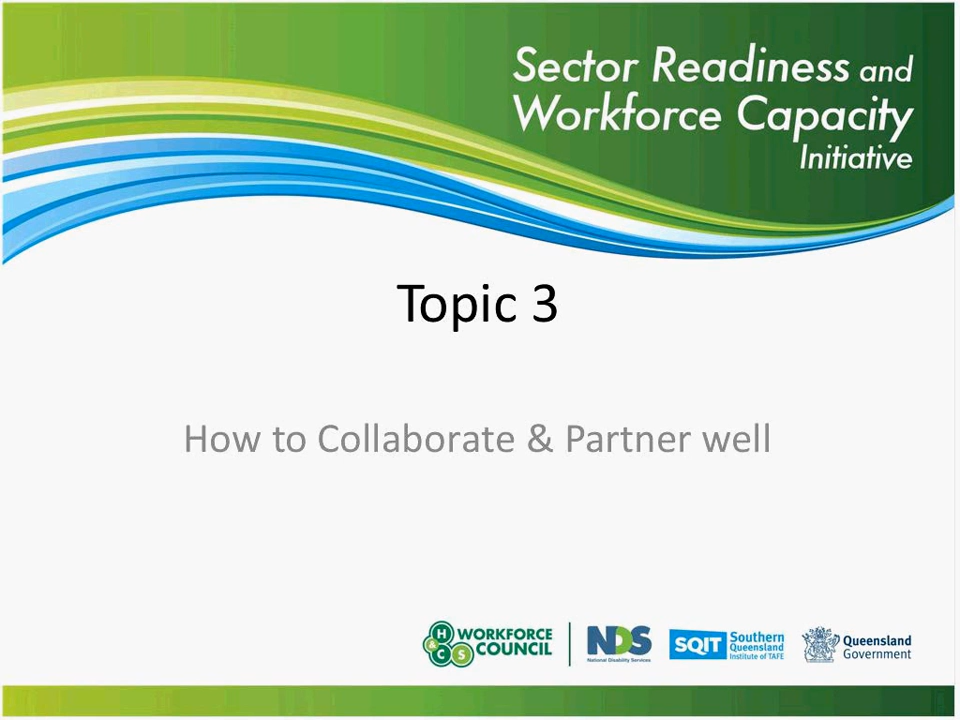 Sector Readiness and
Workforce Capacity
Initiative
Topic 3
How to Collaborate & Partner well
H
& C S
WORKFORCE
COUNCIL
NDS
National Disability Services
SQIT
Southern
Queensland
Institute of TAFE
Queensland
Government